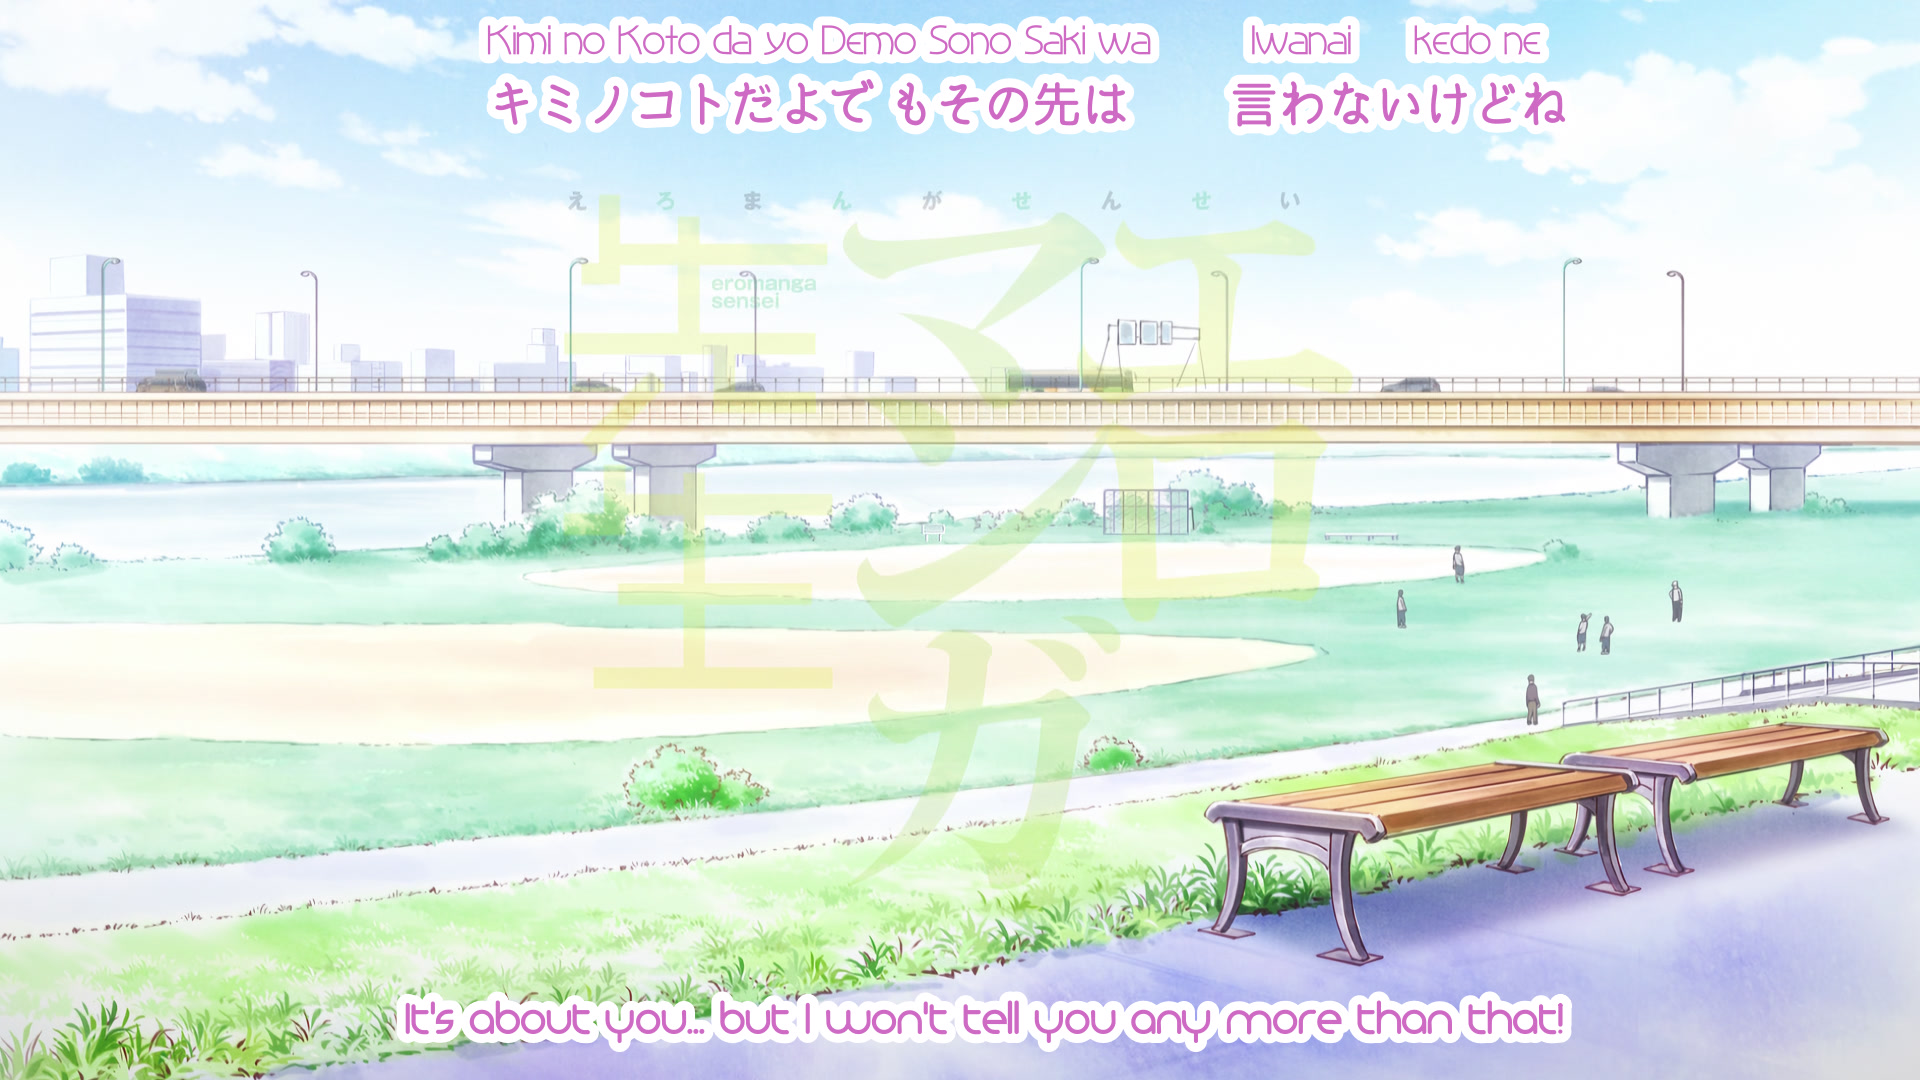 Kimi no Koto da yo Demo Sono Saki wa Iwanai kedo ne
キミノコトだよで もその先は 言わないけどね
えろまんがせんせい
エロマンガ先生
eromanga
sensei
It's about you... but I won't tell you any more than that!